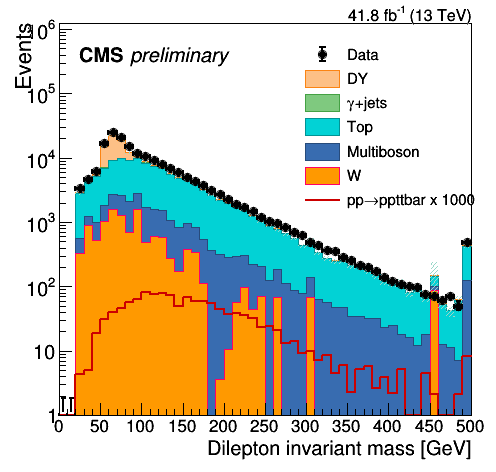 41.8 fb⁻¹ (13 TeV)
Events
CMS preliminary
Data
DY
γ+jets
Top
Multiboson
W
pp→ppttbar x 1000
10⁶
10⁵
10⁴
10³
10²
10
1
0 50 100 150 200 250 300 350 400 450 500
Dilepton invariant mass [GeV]